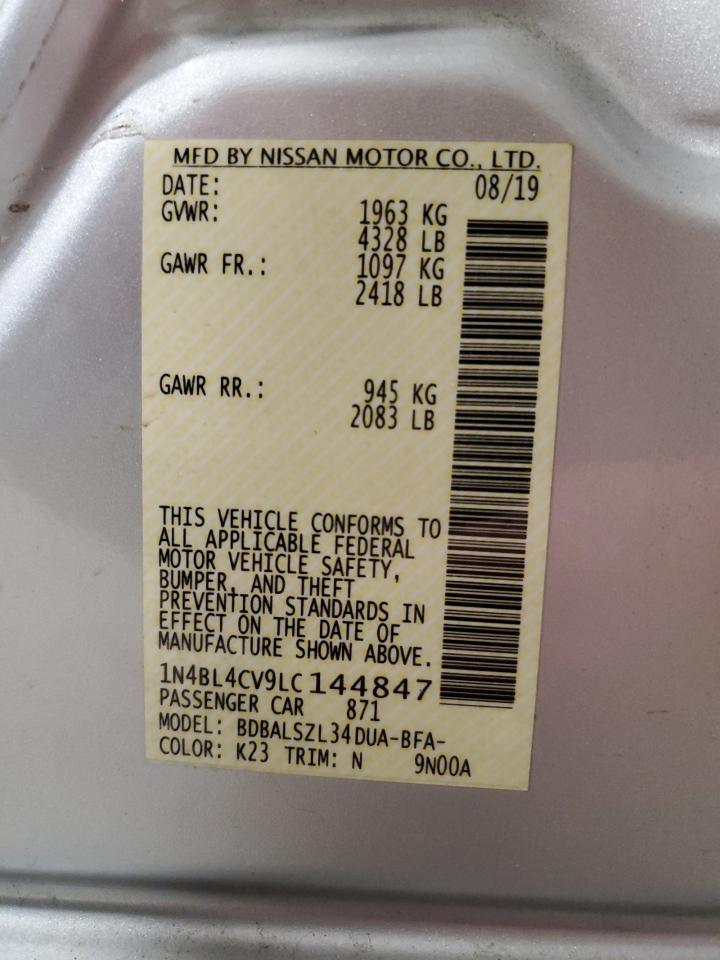 MFD BY NISSAN MOTOR CO., LTD.
DATE: 08/19
GVWR: 1963 KG
4328 LB
GAWR FR.: 1097 KG
2418 LB
GAWR RR.: 945 KG
2083 LB
THIS VEHICLE CONFORMS TO
ALL APPLICABLE FEDERAL
MOTOR VEHICLE SAFETY,
BUMPER, AND THEFT
PREVENTION STANDARDS IN
EFFECT ON THE DATE OF
MANUFACTURE SHOWN ABOVE.
1N4BL4CV9LC144847
PASSENGER CAR 871
MODEL: BDBALSZL34DUA-BFA-
COLOR: K23 TRIM: N 9N00A